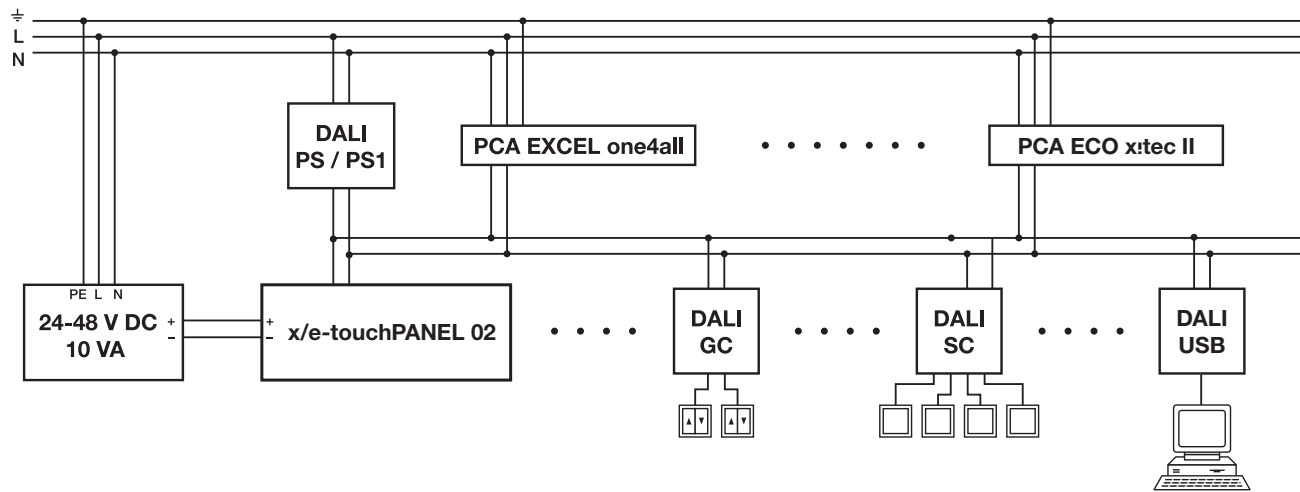 ⏚
L
N
DALI
PS / PS1
PCA EXCEL one4all
PCA ECO x!tec II
PE L N
24-48 V DC
10 VA
+
–
+
–
x/e-touchPANEL 02
DALI
GC
DALI
SC
DALI
USB